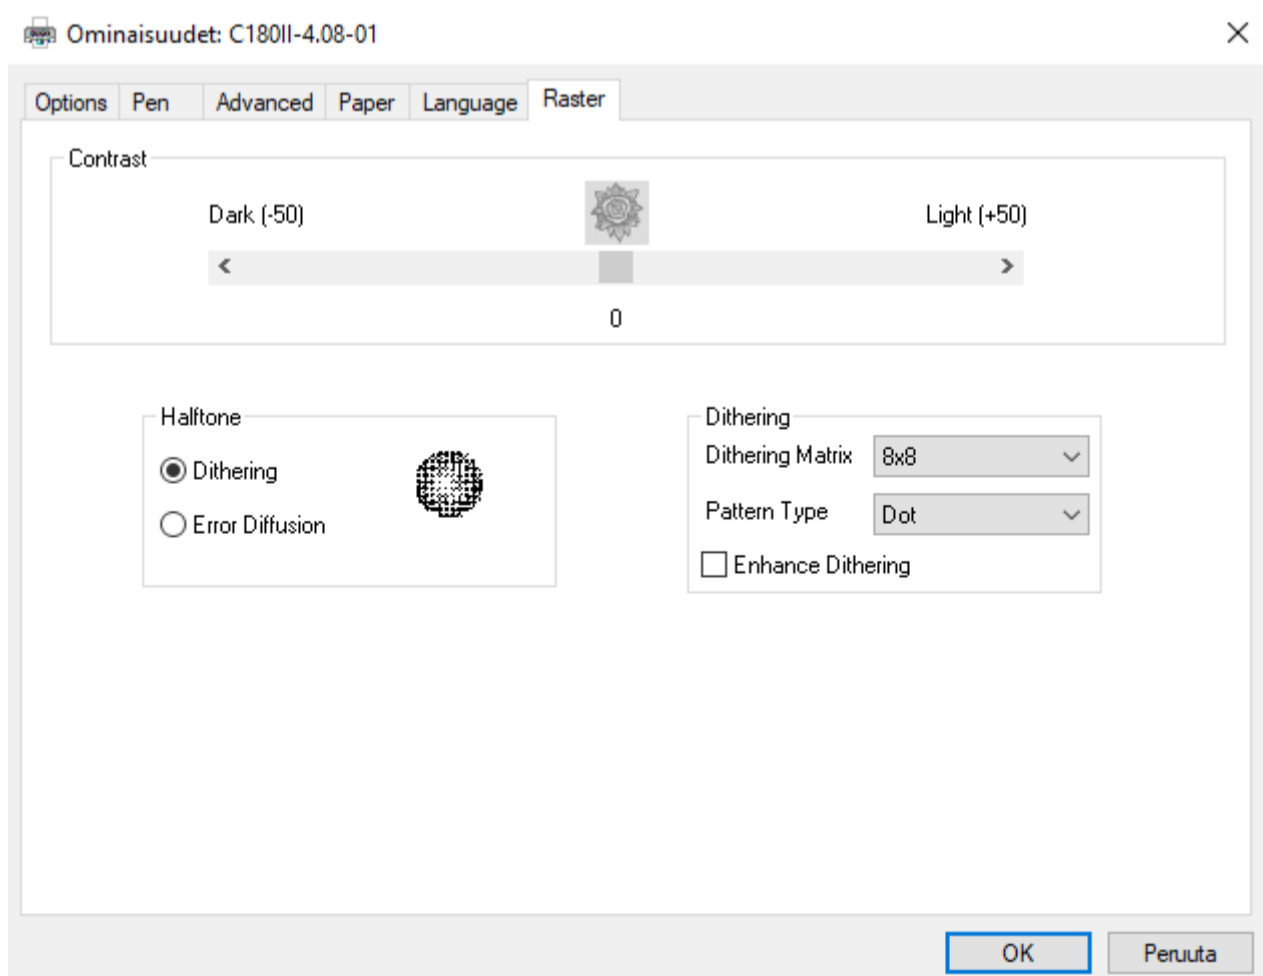 Ominaisuudet: C180II-4.08-01
Options Pen Advanced Paper Language Raster
Contrast
Dark (-50) Light (+50)
0
Halftone
Dithering
Error Diffusion
Dithering
Dithering Matrix 8x8
Pattern Type Dot
Enhance Dithering
OK Peruuta